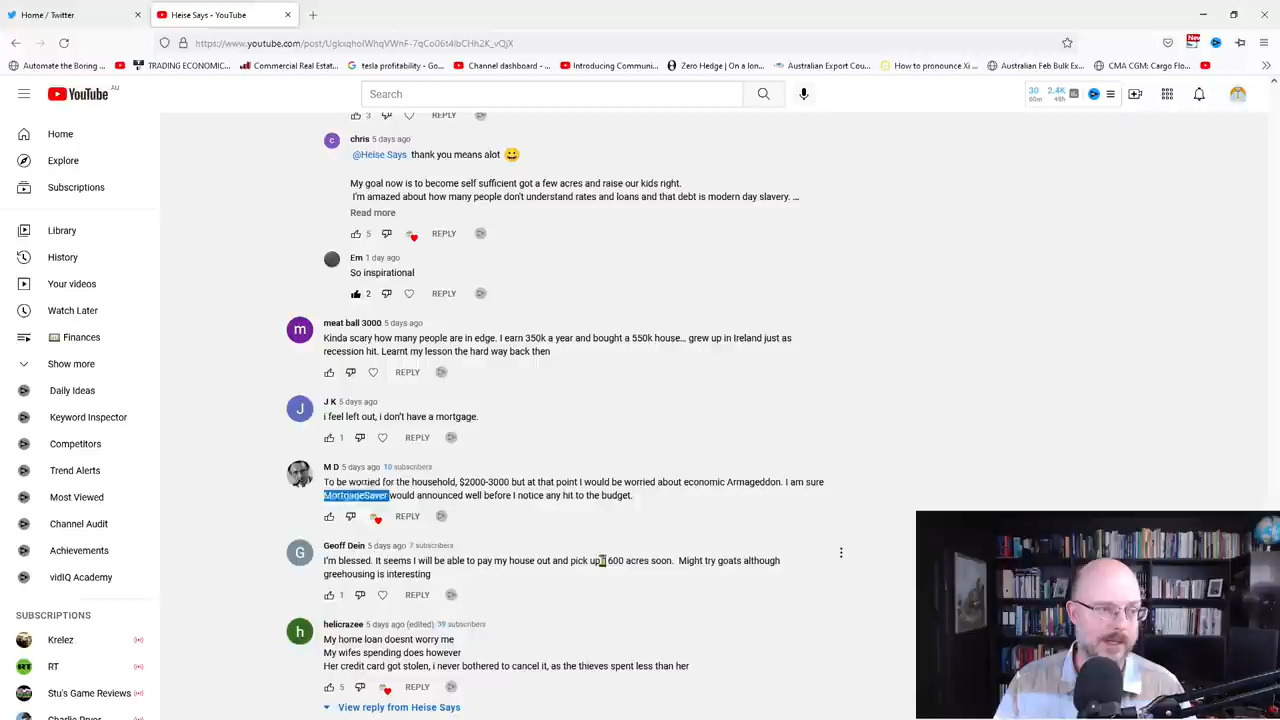 Home / Twitter
Heise Says - YouTube
https://www.youtube.com/post/UgkxqholWhqVWnF-7qCo06t4lbCHh2K_vQjX
Automate the Boring ...
TRADING ECONOMIC...
Commercial Real Estat...
tesla profitability - Go...
Channel dashboard - ...
Introducing Communi...
Zero Hedge | On a lon...
Australian Export Cou...
How to pronounce Xi ...
Australian Feb Bulk Ex...
CMA CGM: Cargo Flo...
New
YouTube AU
Search
30 60m
2.4K 48h
Home
Explore
Subscriptions
Library
History
Your videos
Watch Later
Finances
Show more
Daily Ideas
Keyword Inspector
Competitors
Trend Alerts
Most Viewed
Channel Audit
Achievements
vidIQ Academy
SUBSCRIPTIONS
Krelez
RT
Stu's Game Reviews
Charlie Pryor
3 REPLY
chris 5 days ago
@Heise Says thank you means alot 😀
My goal now is to become self sufficient got a few acres and raise our kids right.
I'm amazed about how many people don't understand rates and loans and that debt is modern day slavery. ...
Read more
5 REPLY
Em 1 day ago
So inspirational
2 REPLY
m
meat ball 3000 5 days ago
Kinda scary how many people are in edge. I earn 350k a year and bought a 550k house… grew up in Ireland just as
recession hit. Learnt my lesson the hard way back then
REPLY
J
J K 5 days ago
i feel left out, i don't have a mortgage.
1 REPLY
M D 5 days ago 10 subscribers
To be worried for the household, $2000-3000 but at that point I would be worried about economic Armageddon. I am sure
MortgageSaver would announced well before I notice any hit to the budget.
REPLY
G
Geoff Dein 5 days ago 7 subscribers
I'm blessed. It seems I will be able to pay my house out and pick up 600 acres soon. Might try goats although
greehousing is interesting
1 REPLY
h
helicrazee 5 days ago (edited) 39 subscribers
My home loan doesnt worry me
My wifes spending does however
Her credit card got stolen, i never bothered to cancel it, as the thieves spent less than her
5 REPLY
View reply from Heise Says